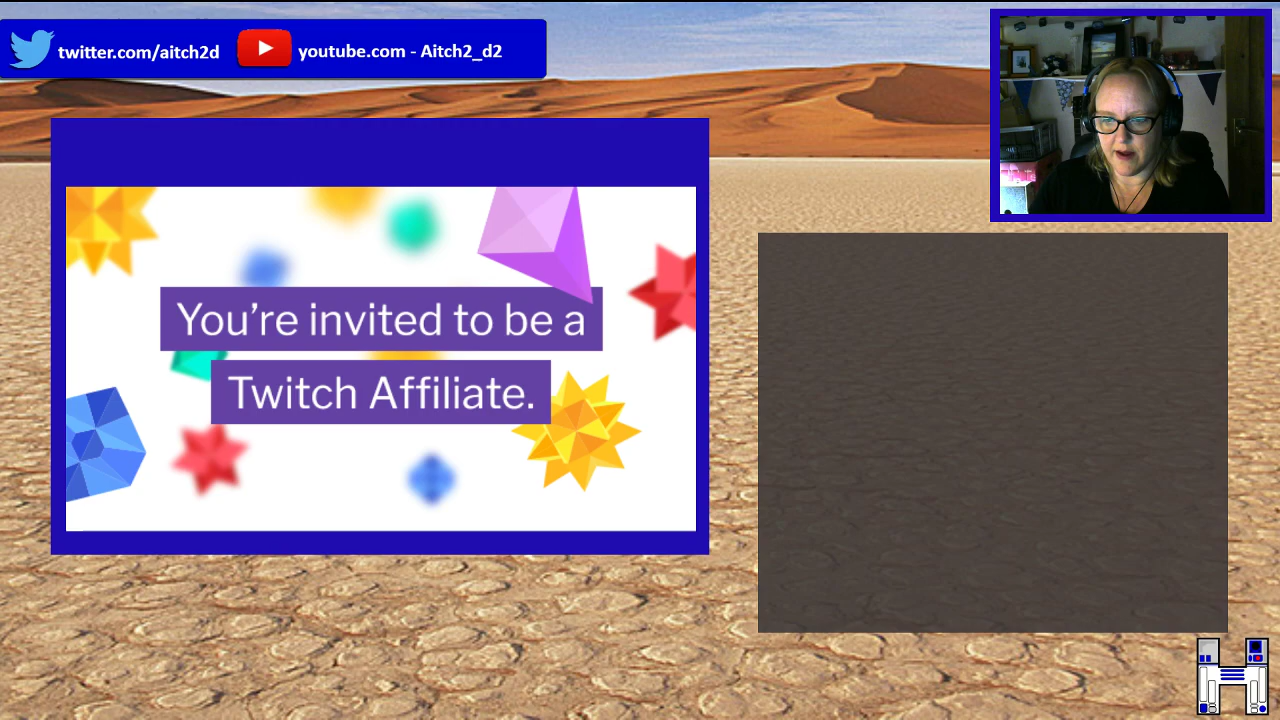 twitter.com/aitch2d
youtube.com - Aitch2_d2
You're invited to be a
Twitch Affiliate.
H